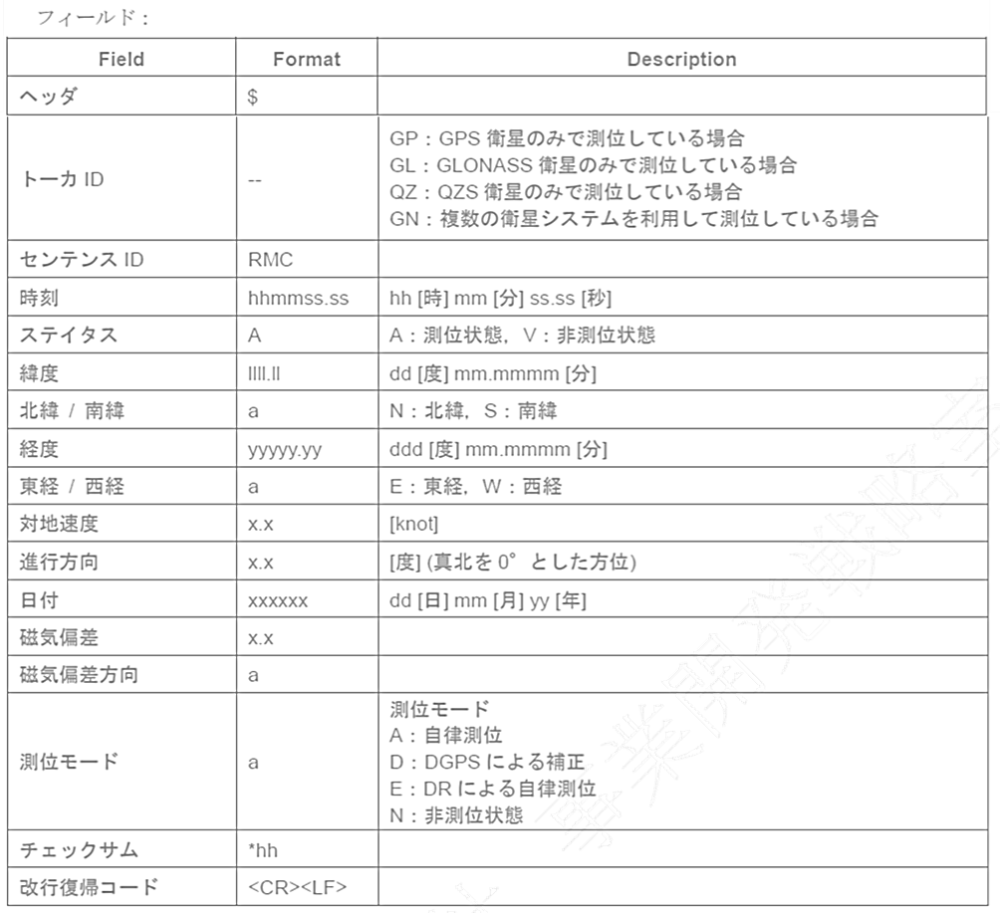 フィールド：
Field Format Description
ヘッダ $
トーカ ID -- GP：GPS 衛星のみで測位している場合
GL：GLONASS 衛星のみで測位している場合
QZ：QZS 衛星のみで測位している場合
GN：複数の衛星システムを利用して測位している場合
センテンス ID RMC
時刻 hhmmss.ss hh [時] mm [分] ss.ss [秒]
ステイタス A A：測位状態，V：非測位状態
緯度 llll.ll dd [度] mm.mmmm [分]
北緯 / 南緯 a N：北緯，S：南緯
経度 yyyyy.yy ddd [度] mm.mmmm [分]
東経 / 西経 a E：東経，W：西経
対地速度 x.x [knot]
進行方向 x.x [度] (真北を 0°とした方位)
日付 xxxxxx dd [日] mm [月] yy [年]
磁気偏差 x.x
磁気偏差方向 a
測位モード a 測位モード
A：自律測位
D：DGPS による補正
E：DR による自律測位
N：非測位状態
チェックサム *hh
改行復帰コード <CR><LF>
事業開発戦略